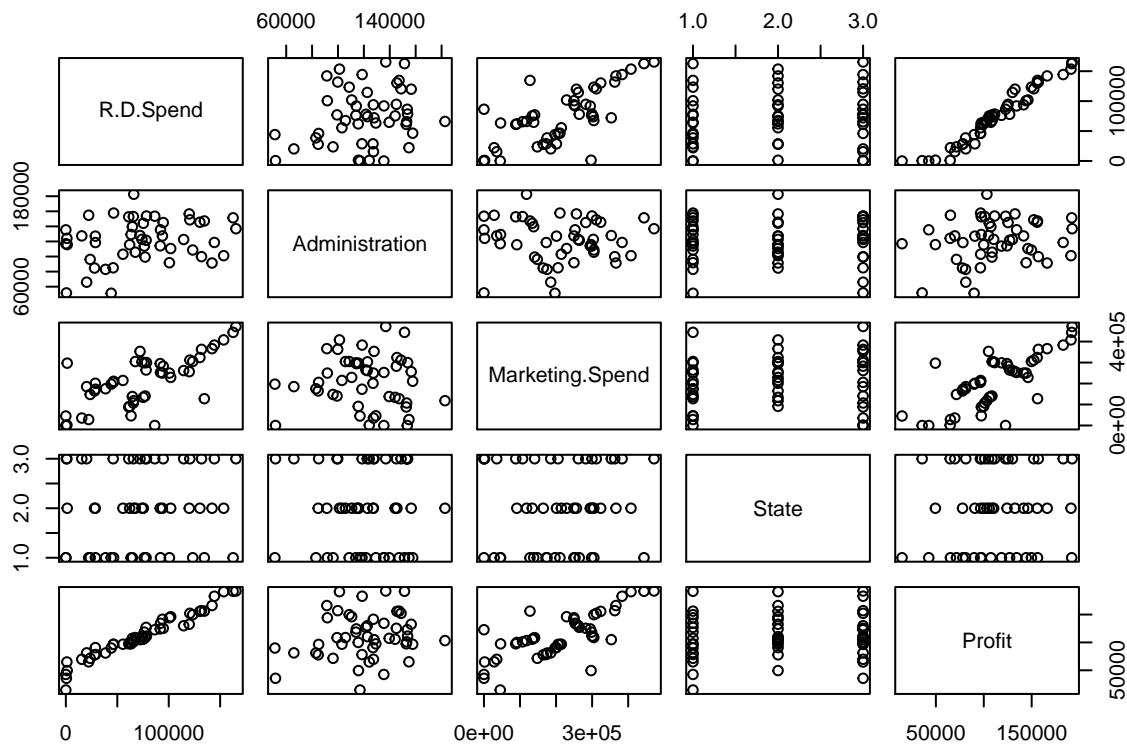 60000 140000 1.0 2.0 3.0
R.D.Spend
0 100000
60000 180000
Administration
Marketing.Spend
0e+00 4e+05
1.0 2.0 3.0
State
Profit
50000
0 100000 0e+00 3e+05 50000 150000